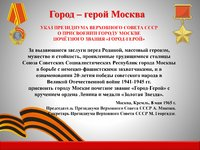 Город – герой Москва
УКАЗ ПРЕЗИДИУМА ВЕРХОВНОГО СОВЕТА СССР
О ПРИСВОЕНИИ ГОРОДУ МОСКВЕ
ПОЧЁТНОГО ЗВАНИЯ «ГОРОД-ГЕРОЙ»
За выдающиеся заслуги перед Родиной, массовый героизм,
мужество и стойкость, проявленные трудящимися столицы
Союза Советских Социалистических Республик города Москвы
в борьбе с немецко-фашистскими захватчиками, и в
ознаменование 20-летия победы советского народа в
Великой Отечественной войне 1941-1945 гг.
присвоить городу Москве почетное звание «Город-Герой» с
вручением ордена Ленина и медали «Золотая Звезда».
Москва, Кремль. 8 мая 1965 г.
Председатель Президиума Верховного Совета СССР А. Микоян.
Секретарь Президиума Верховного Совета СССР М. Георгадзе.